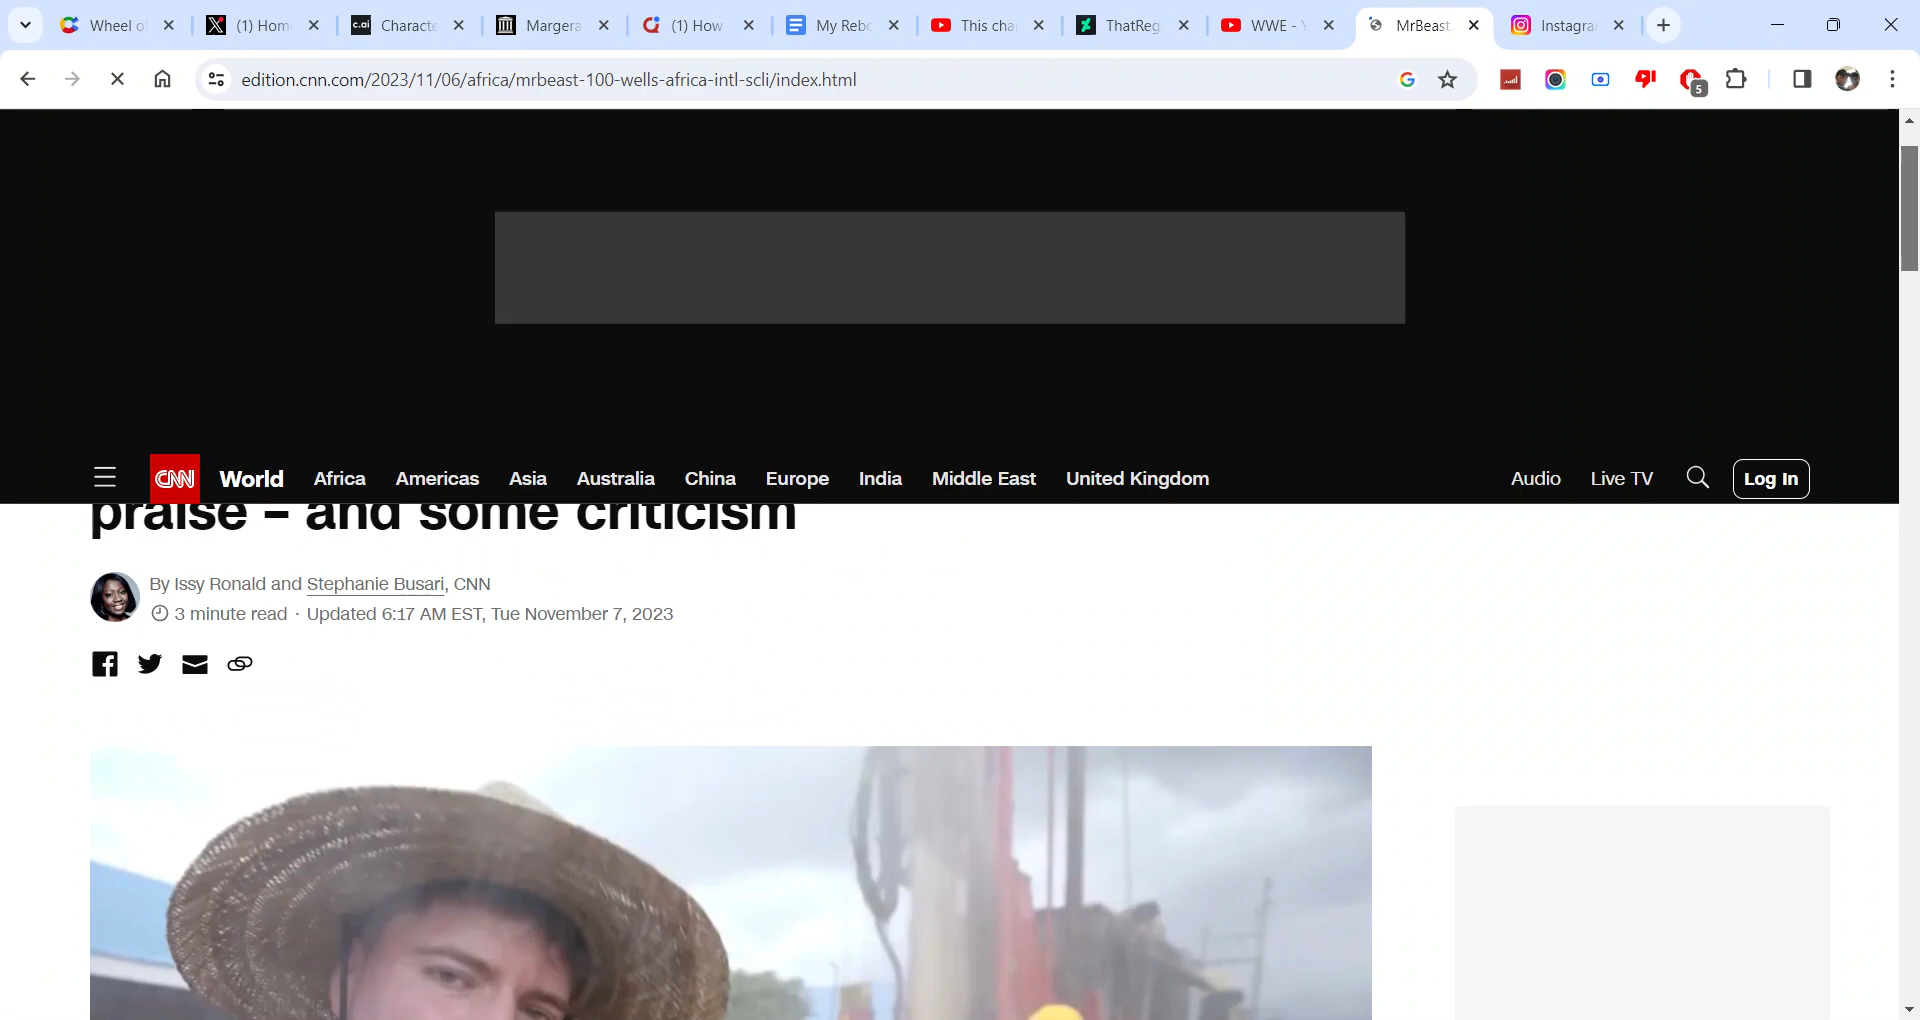 Wheel o
(1) Hom
Characte
Margera
(1) How
My Rebo
This cha
ThatReg
WWE - Y
MrBeast
Instagra
edition.cnn.com/2023/11/06/africa/mrbeast-100-wells-africa-intl-scli/index.html
5
CNN World Africa Americas Asia Australia China Europe India Middle East United Kingdom Audio Live TV Log In
praise – and some criticism
By Issy Ronald and Stephanie Busari, CNN
3 minute read · Updated 6:17 AM EST, Tue November 7, 2023